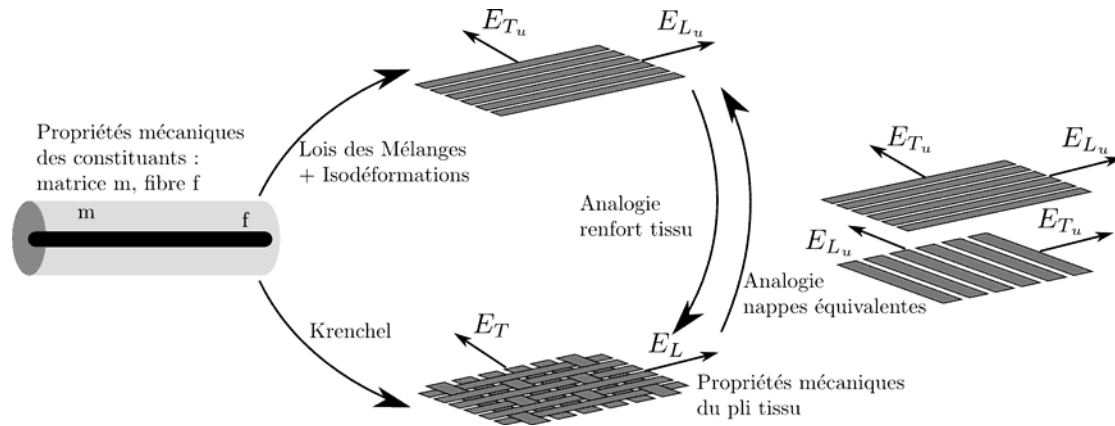 E_{T_u}
E_{L_u}
Propriétés mécaniques
des constituants :
matrice m, fibre f
m
f
Lois des Mélanges
+ Isodéformations
Analogie
renfort tissu
E_{T_u}
E_{L_u}
E_{L_u}
E_{T_u}
Analogie
nappes équivalentes
Krenchel
E_T
E_L
Propriétés mécaniques
du pli tissu